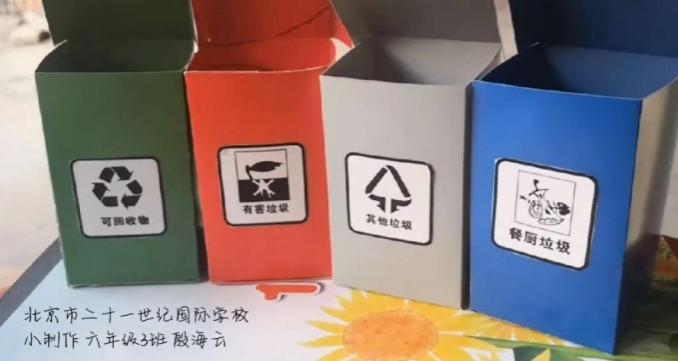 可回收物
有害垃圾
其他垃圾
餐厨垃圾
北京市二十一世纪国际学校
小制作 六年级3班 殷海云